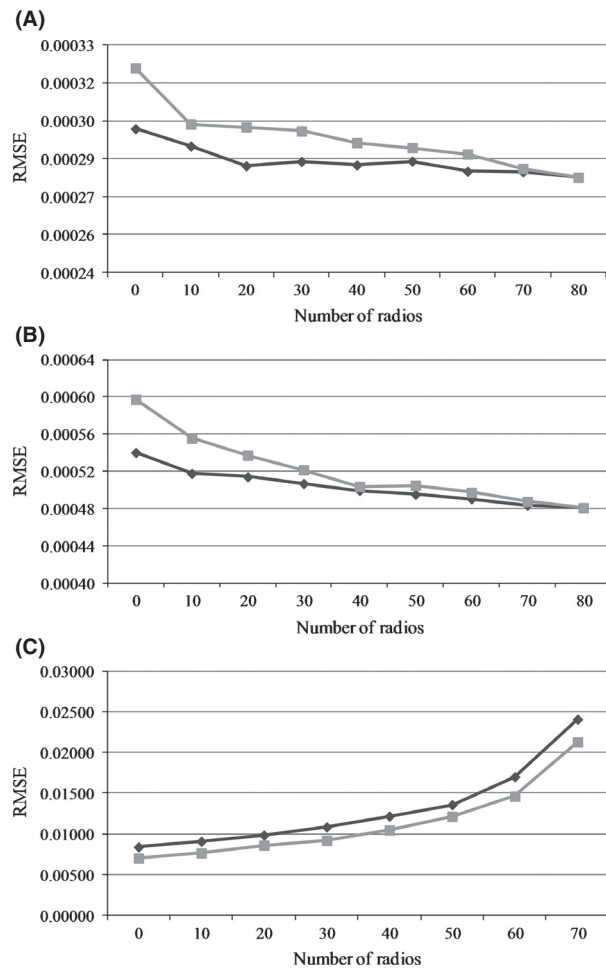 (A)
0.00033
0.00032
0.00030
0.00029
0.00027
0.00026
0.00024
RMSE
0 10 20 30 40 50 60 70 80
Number of radios
(B)
0.00064
0.00060
0.00056
0.00052
0.00048
0.00044
0.00040
RMSE
0 10 20 30 40 50 60 70 80
Number of radios
(C)
0.03000
0.02500
0.02000
0.01500
0.01000
0.00500
0.00000
RMSE
0 10 20 30 40 50 60 70
Number of radios